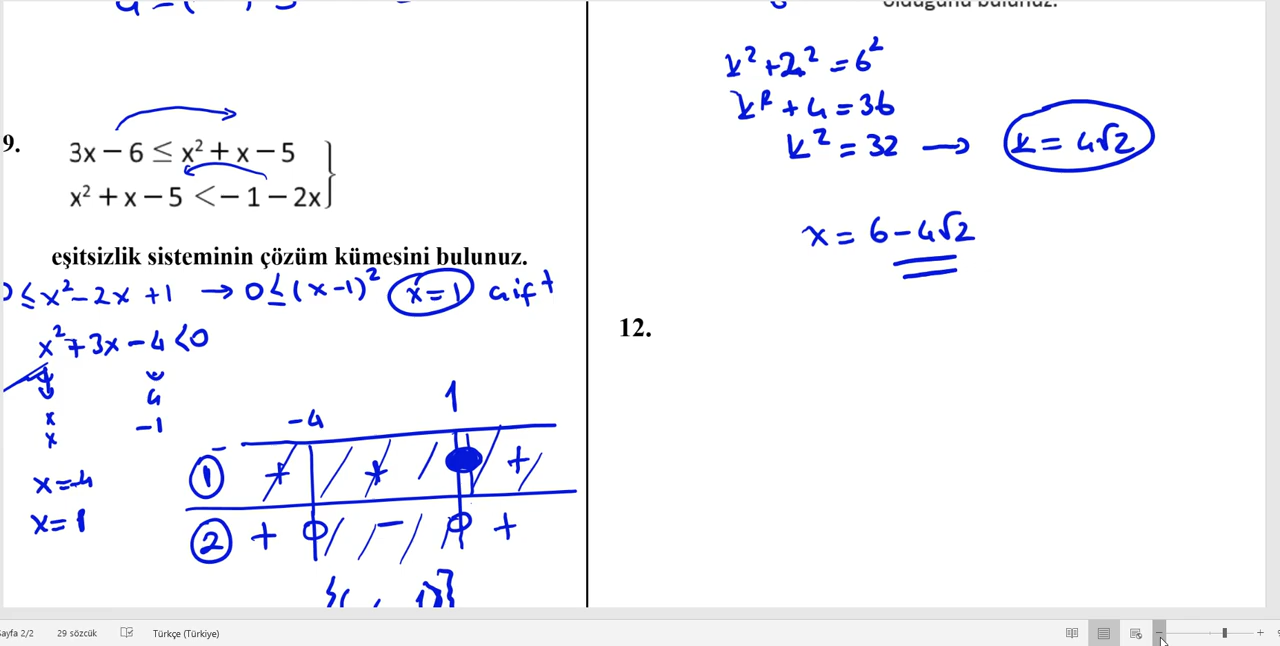 9.
3x – 6 ≤ x² + x – 5
x² + x – 5 < – 1 – 2x
eşitsizlik sisteminin çözüm kümesini bulunuz.
0 ≤ x² - 2x + 1 → 0 ≤ (x-1)² x=1 çift
x² + 3x - 4 < 0
x 4
x -1
x=-4
x=1
-4 1
1 + + +
2 + - +
olduğunu bulunuz.
k² + 2² = 6²
k² + 4 = 36
k² = 32 → k = 4√2
x = 6 - 4√2
12.
Sayfa 2/2 29 sözcük Türkçe (Türkiye)